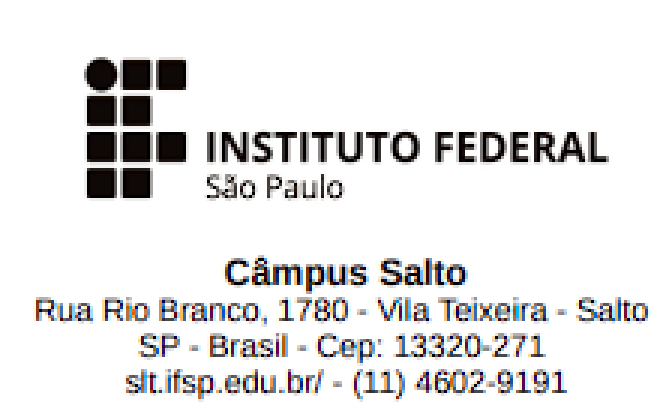 INSTITUTO FEDERAL
São Paulo
Câmpus Salto
Rua Rio Branco, 1780 - Vila Teixeira - Salto
SP - Brasil - Cep: 13320-271
slt.ifsp.edu.br/ - (11) 4602-9191